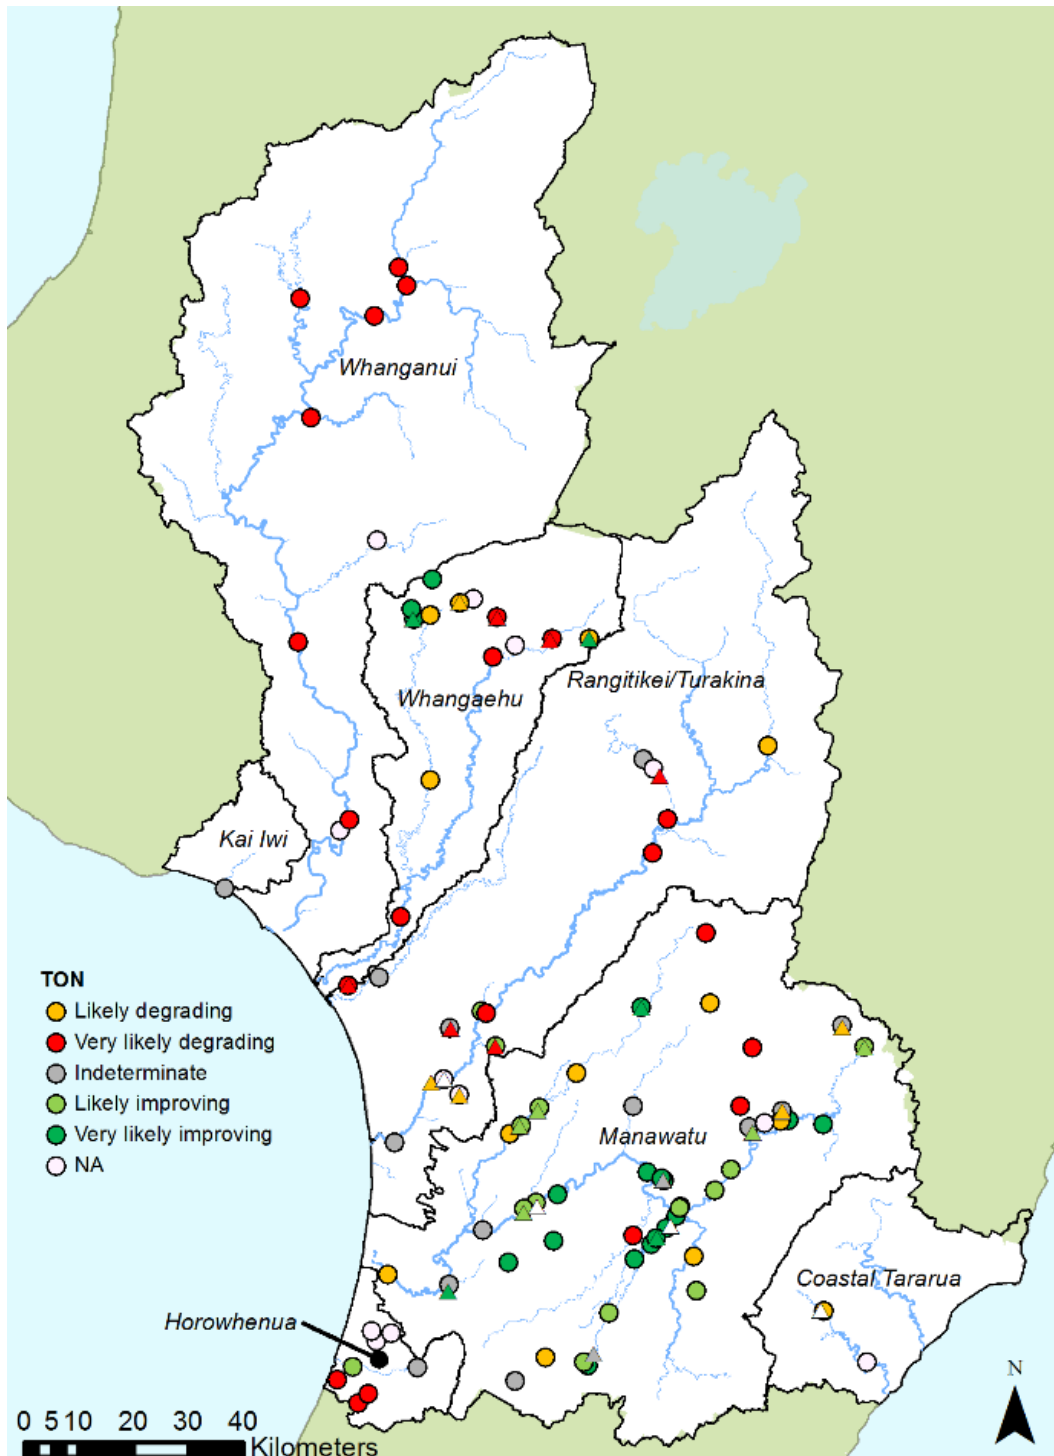 Whanganui
Whangaehu
Rangitikei/Turakina
Kai Iwi
TON
Likely degrading
Very likely degrading
Indeterminate
Likely improving
Very likely improving
NA
Manawatu
Coastal Tararua
Horowhenua
N
0 5 10 20 30 40
Kilometers